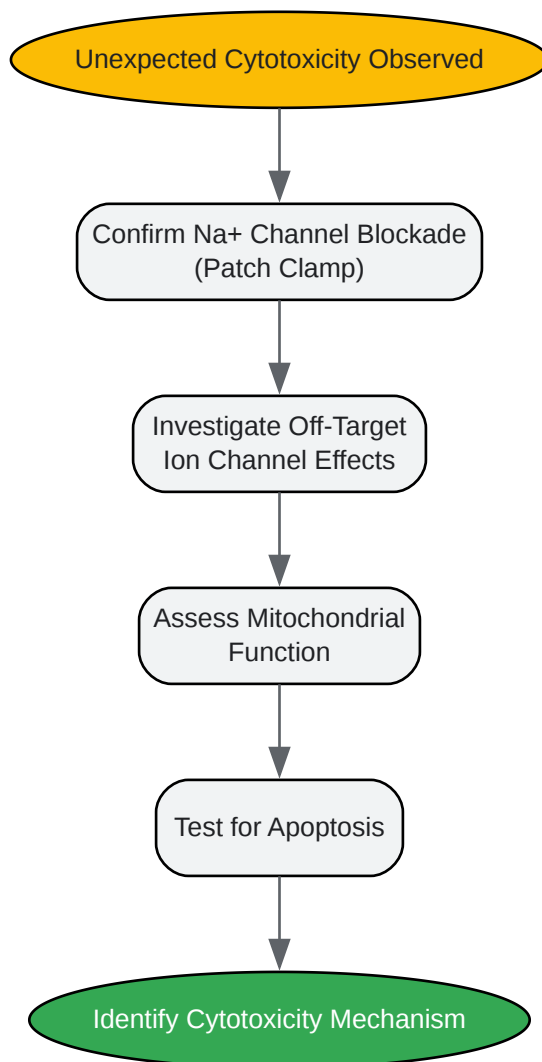 Unexpected Cytotoxicity Observed
Confirm Na+ Channel Blockade
(Patch Clamp)
Investigate Off-Target
Ion Channel Effects
Assess Mitochondrial
Function
Test for Apoptosis
Identify Cytotoxicity Mechanism